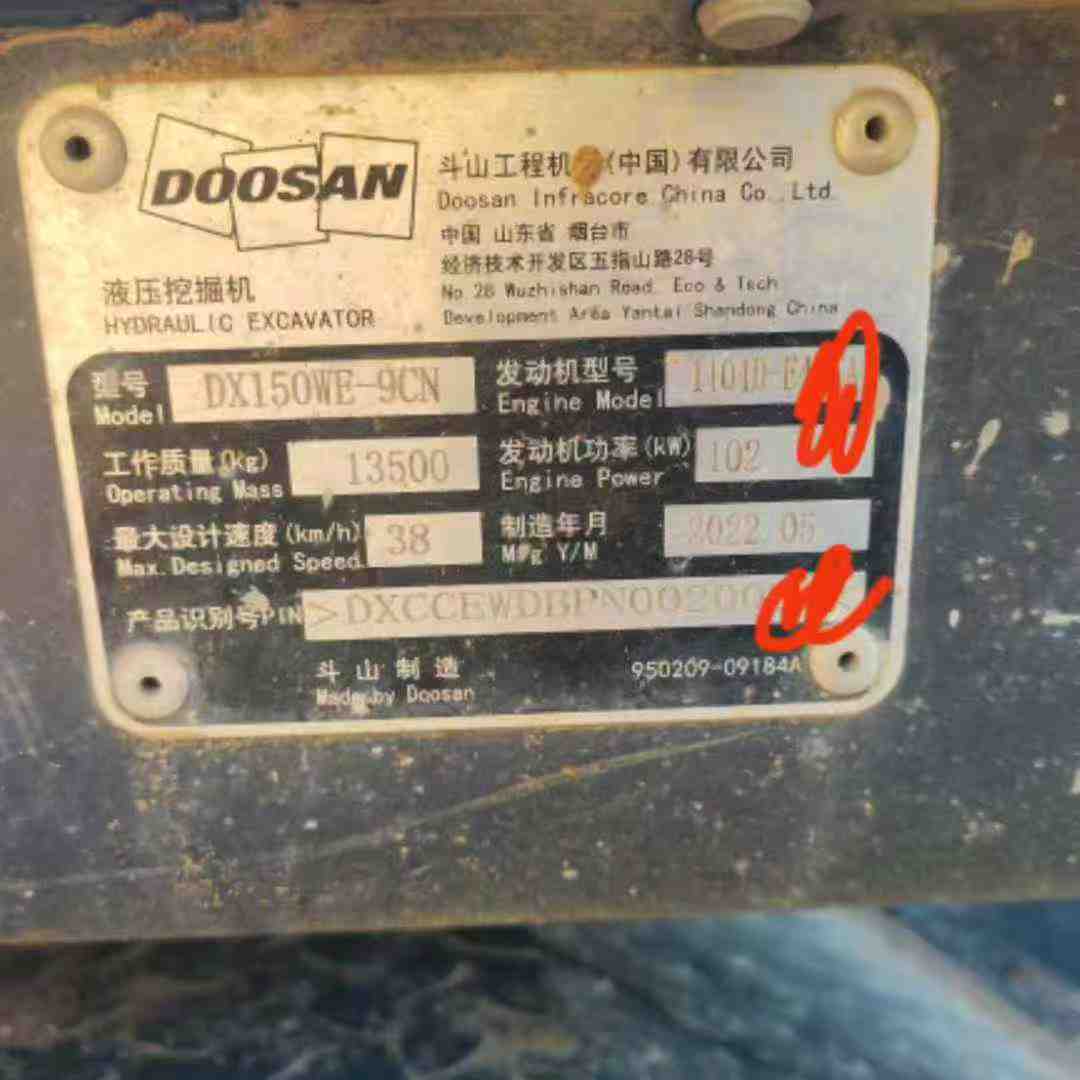 DOOSAN
斗山工程机 (中国)有限公司
Doosan Infracore China Co., Ltd.
中国 山东省 烟台市
经济技术开发区五指山路28号
No.28 Wuzhishan Road, Eco & Tech
Development Area Yantai Shandong China
液压挖掘机
HYDRAULIC EXCAVATOR
型号 DX150WE-9CN
Model
发动机型号
Engine Model
工作质量(Kg) 13500
Operating Mass
发动机功率(kW) 102
Engine Power
最大设计速度(km/h) 38
Max.Designed Speed
制造年月 2022.05
Mfg Y/M
产品识别号PIN >DXCCEWDBPN00200
斗山制造
Made by Doosan
950209-09184A